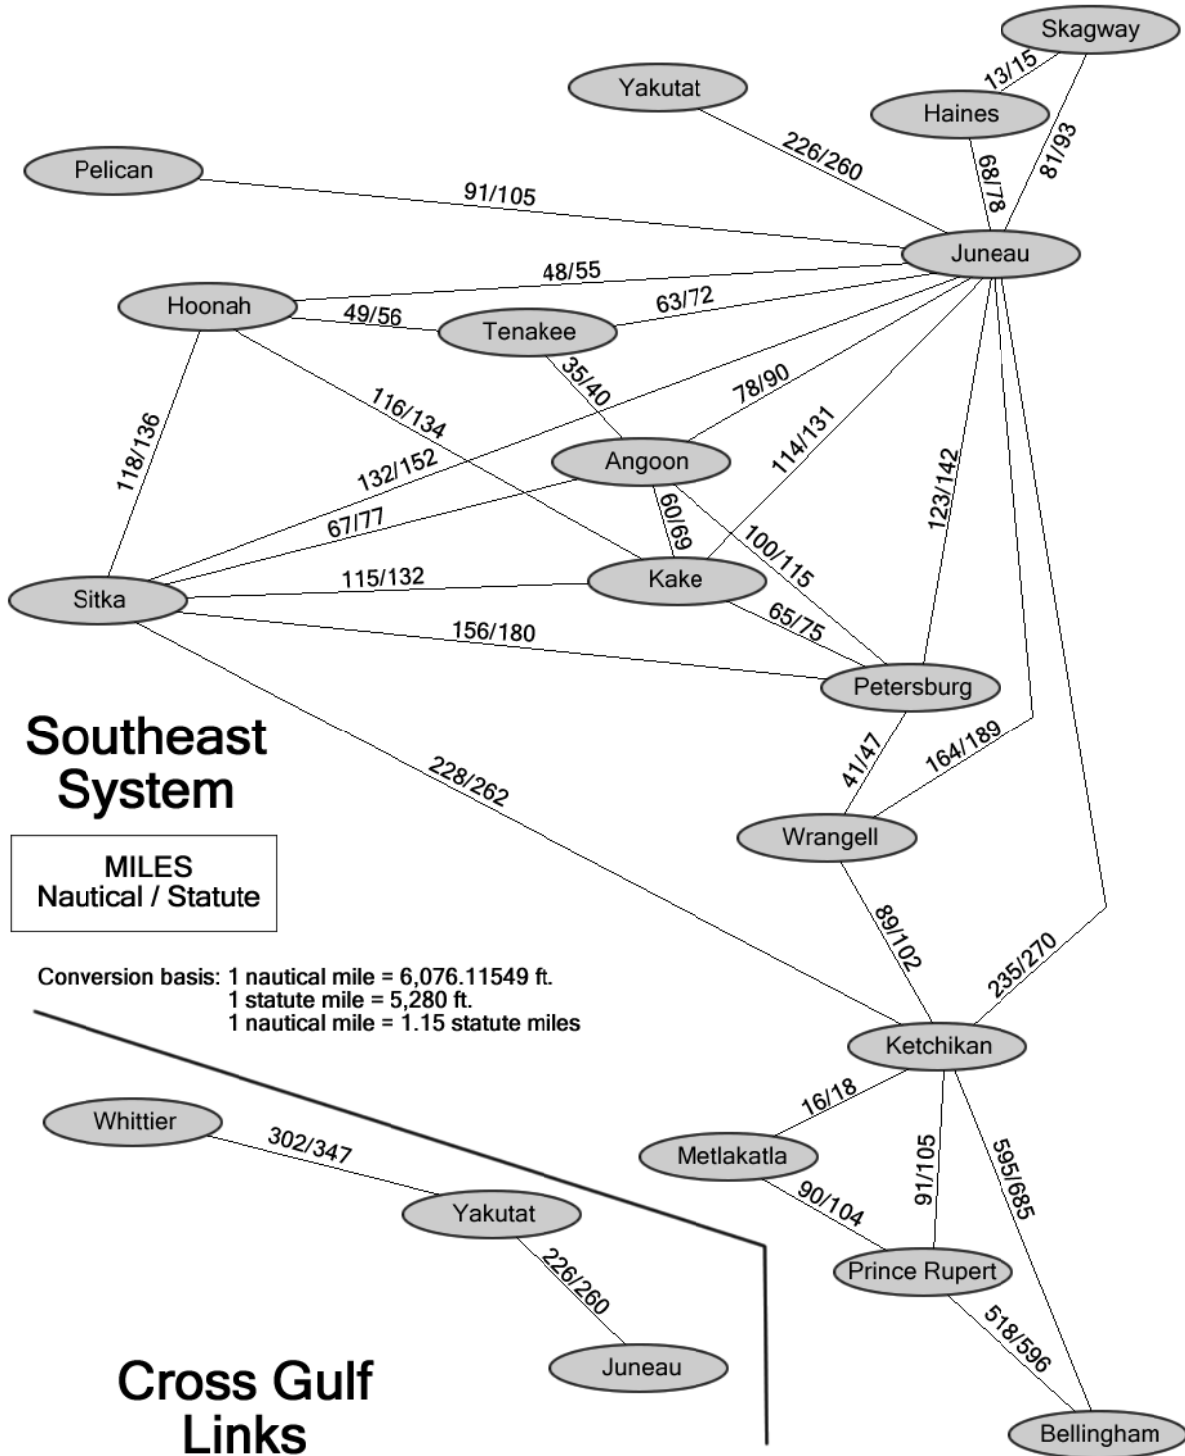 Skagway
13/15
Yakutat
Haines
226/260
68/78
81/93
Pelican
91/105
Juneau
48/55
Hoonah
49/56
Tenakee
63/72
35/40
78/90
116/134
114/131
118/136
132/152
Angoon
67/77
60/69
100/115
123/142
115/132
Kake
Sitka
65/75
156/180
Petersburg
Southeast
System
228/262
41/47
164/189
Wrangell
MILES
Nautical / Statute
89/102
235/270
Conversion basis: 1 nautical mile = 6,076.11549 ft.
1 statute mile = 5,280 ft.
1 nautical mile = 1.15 statute miles
Ketchikan
16/18
Whittier
302/347
Metlakatla
91/105
595/685
90/104
Yakutat
226/260
Prince Rupert
518/596
Juneau
Cross Gulf
Links
Bellingham